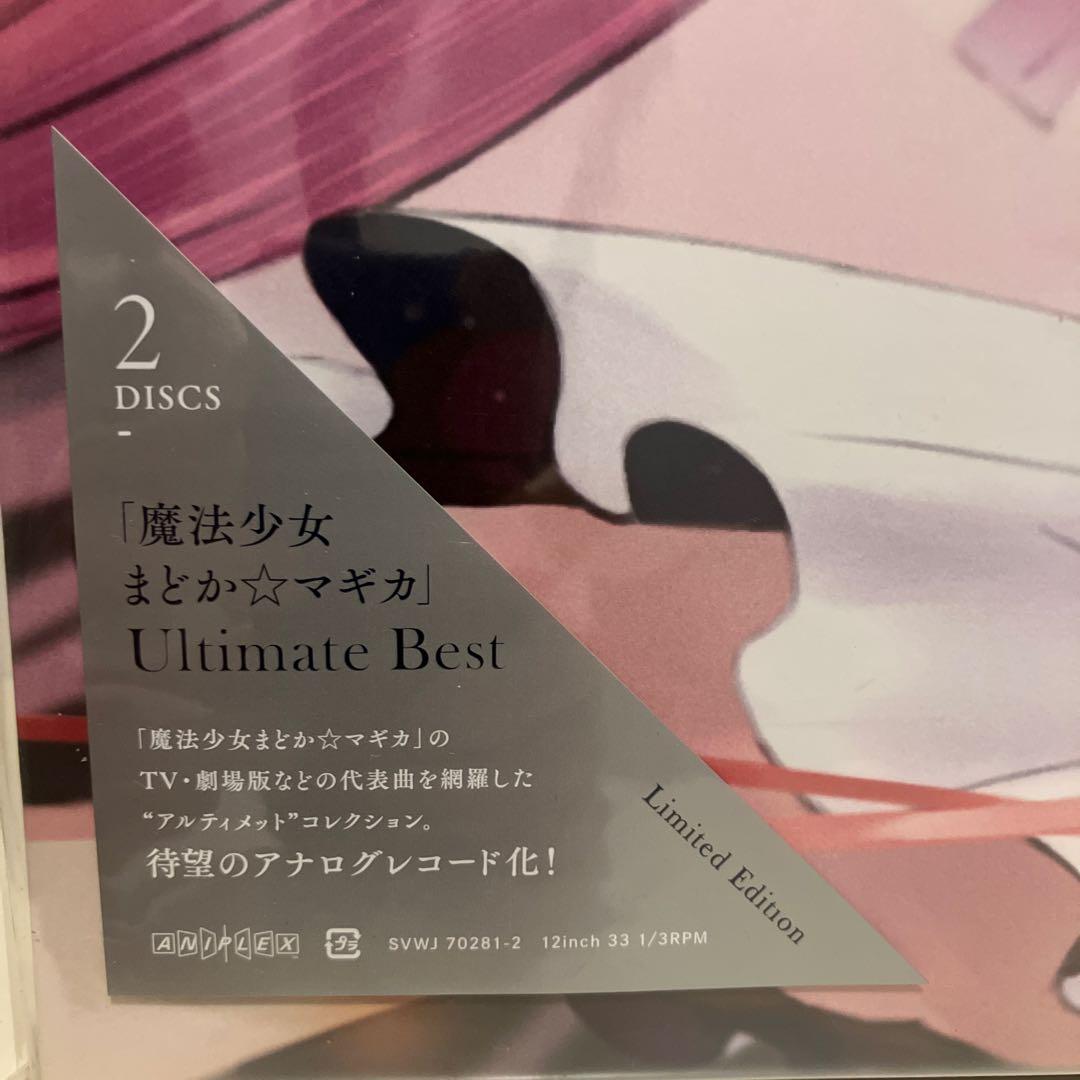 2
DISCS
-
「魔法少女
まどか☆マギカ」
Ultimate Best
「魔法少女まどか☆マギカ」の
TV・劇場版などの代表曲を網羅した
“アルティメット”コレクション。
待望のアナログレコード化!
Limited Edition
ANIPLEX プラ SVWJ 70281-2 12inch 33 1/3RPM